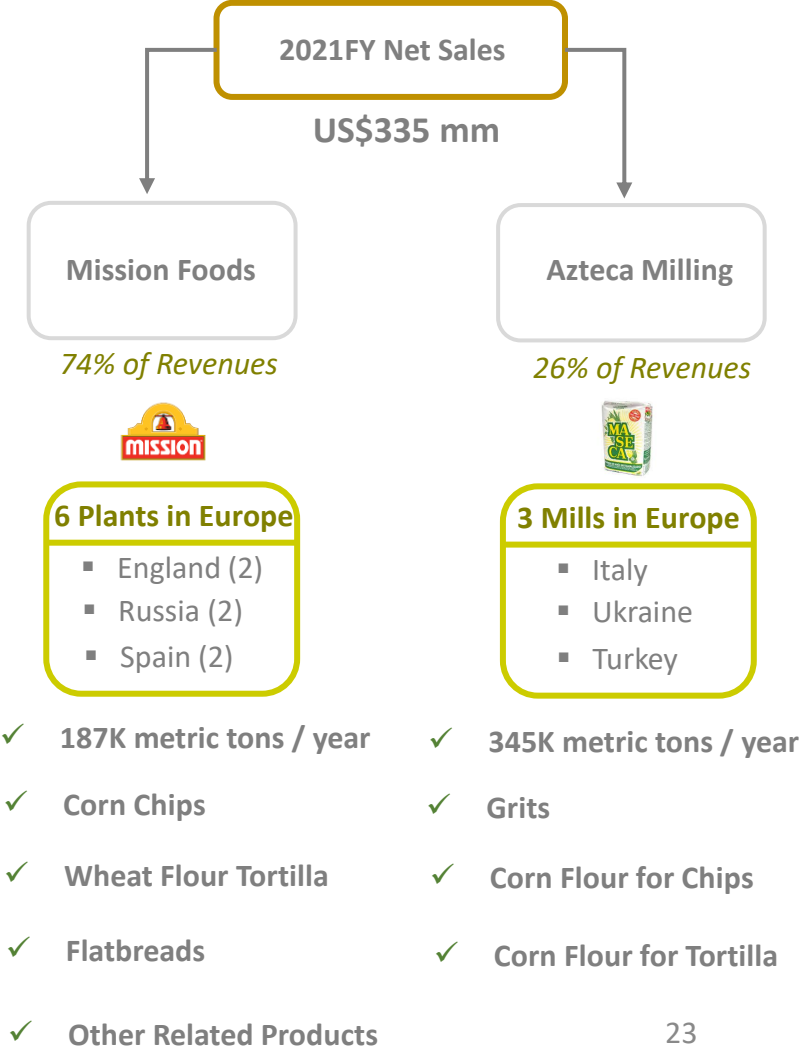 2021FY Net Sales
US$335 mm
Mission Foods
74% of Revenues
MISSION
6 Plants in Europe
▪ England (2)
▪ Russia (2)
▪ Spain (2)
✓ 187K metric tons / year
✓ Corn Chips
✓ Wheat Flour Tortilla
✓ Flatbreads
✓ Other Related Products
Azteca Milling
26% of Revenues
MA
SE
CA
3 Mills in Europe
▪ Italy
▪ Ukraine
▪ Turkey
✓ 345K metric tons / year
✓ Grits
✓ Corn Flour for Chips
✓ Corn Flour for Tortilla
23